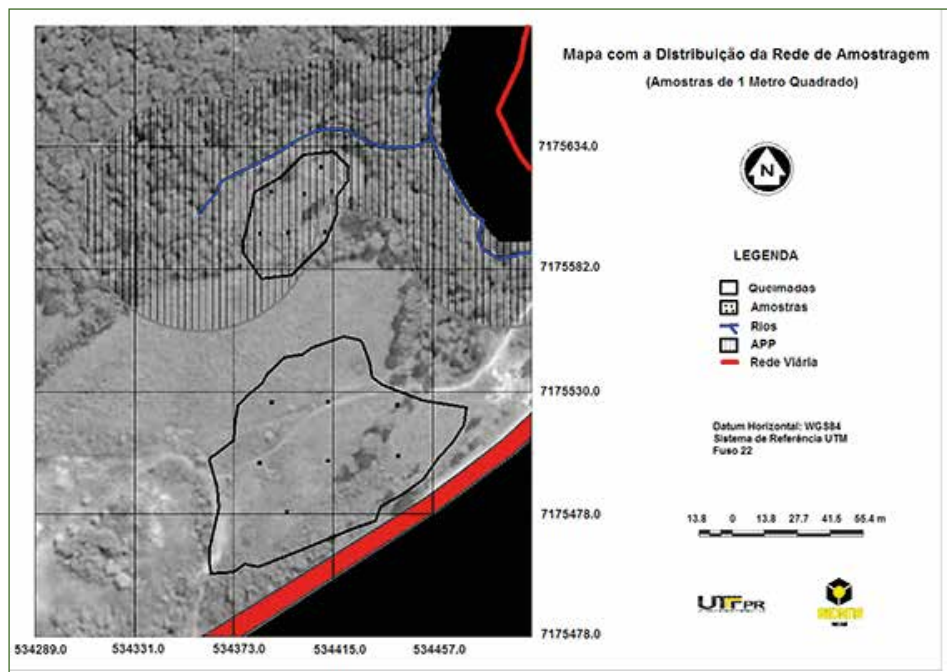 Mapa com a Distribuição da Rede de Amostragem
(Amostras de 1 Metro Quadrado)
N
7175634.0
7175582.0
7175530.0
7175478.0
7175478.0
534289.0
534331.0
534373.0
534415.0
534457.0
LEGENDA
Queimadas
Amostras
Rios
APP
Rede Viária
Datum Horizontal: WGS84
Sistema de Referência UTM
Fuso 22
13.8 0 13.8 27.7 41.5 55.4 m
UTFPR